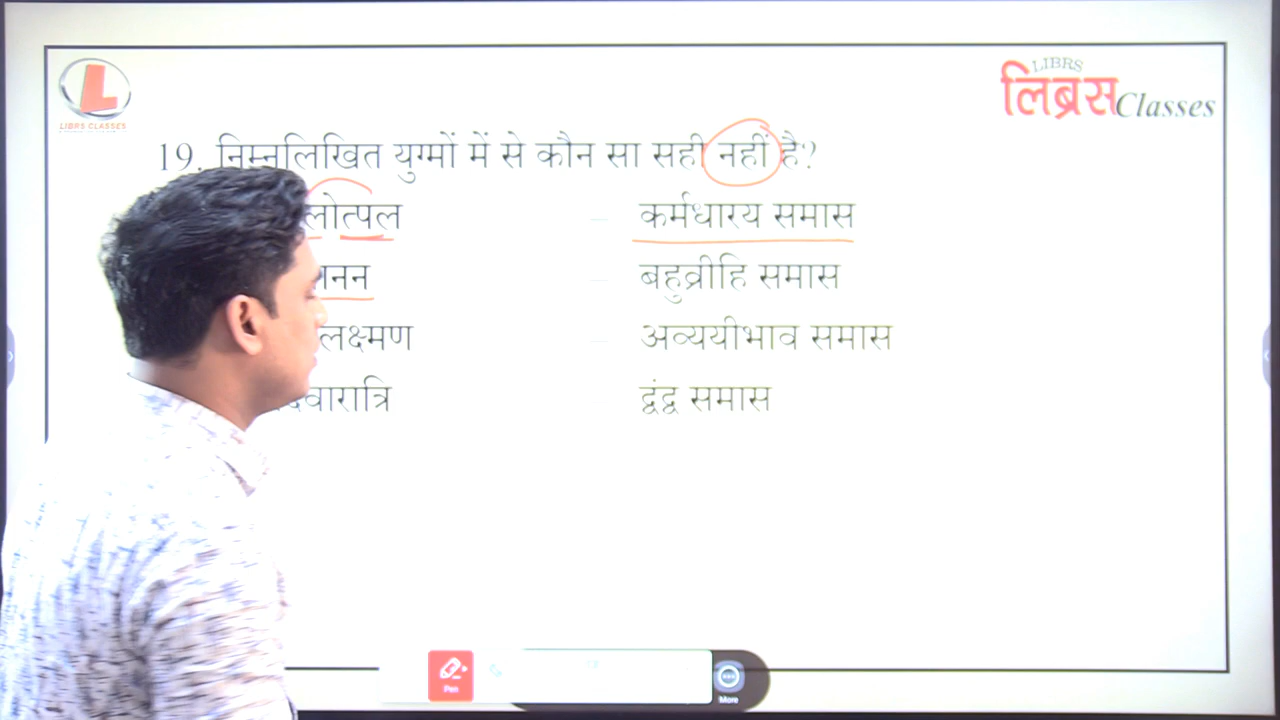 L
LIBRS CLASSES
LIBRS
लिब्रस Classes
19. निम्नलिखित युग्मों में से कौन सा सही नहीं है?
लोत्पल – कर्मधारय समास
नन – बहुव्रीहि समास
लक्ष्मण – अव्ययीभाव समास
वारात्रि द्वंद्व समास
Pen
More